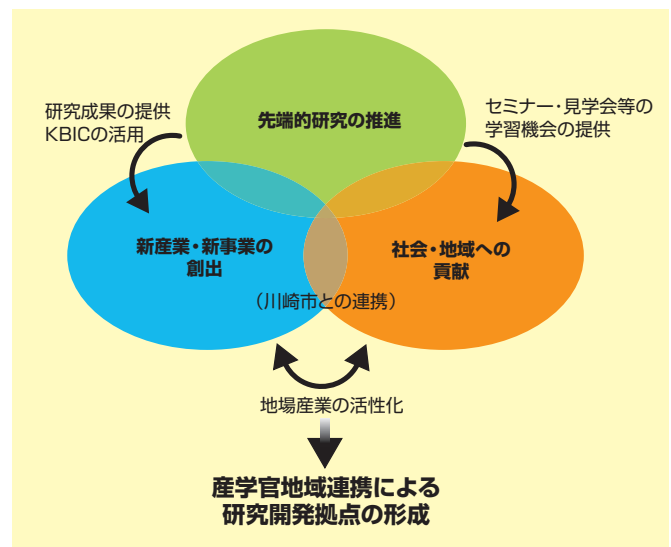 先端的研究の推進
研究成果の提供
KBICの活用
セミナー・見学会等の
学習機会の提供
新産業・新事業の
創出
社会・地域への
貢献
（川崎市との連携）
地場産業の活性化
産学官地域連携による
研究開発拠点の形成